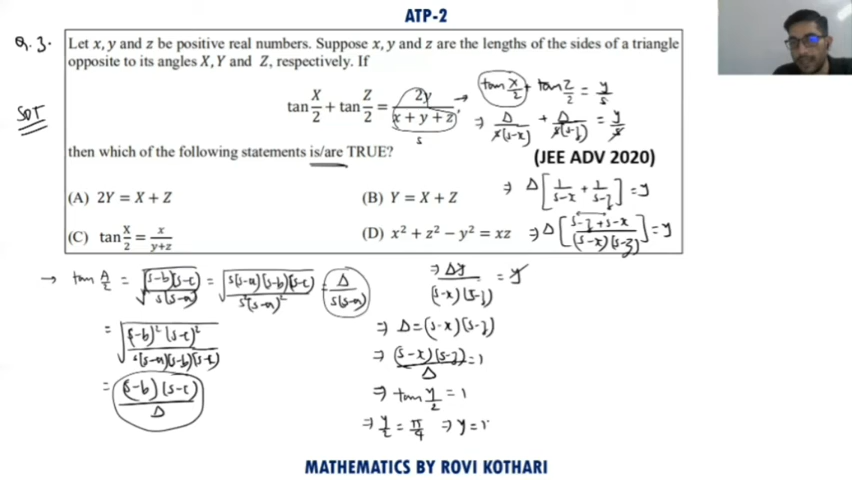 ATP-2
Q.3. Let x, y and z be positive real numbers. Suppose x, y and z are the lengths of the sides of a triangle
opposite to its angles X, Y and Z, respectively. If
tan X/2 + tan Z/2 = 2y/(x + y + z)
s
SOT
→ tan X/2 + tan Z/2 = y/s
⇒ Δ/s(s-x) + Δ/s(s-z) = y/s
then which of the following statements is/are TRUE?
(JEE ADV 2020)
(A) 2Y = X + Z
(B) Y = X + Z
(C) tan X/2 = x/(y+z)
(D) x² + z² − y² = xz
⇒ Δ[1/(s-x) + 1/(s-z)] = y
⇒ Δ[(s-z+s-x)/((s-x)(s-z))] = y
→ tan A/2 = √((s-b)(s-c)/s(s-a)) = √(s(s-a)(s-b)(s-c)/s²(s-a)²) = Δ/s(s-a)
= √((s-b)²(s-c)²/s(s-a)(s-b)(s-c))
= (s-b)(s-c)/Δ
⇒ Δy/((s-x)(s-z)) = y
⇒ Δ = (s-x)(s-z)
⇒ (s-x)(s-z)/Δ = 1
⇒ tan y/2 = 1
⇒ y/2 = π/4 ⇒ y =
MATHEMATICS BY ROVI KOTHARI